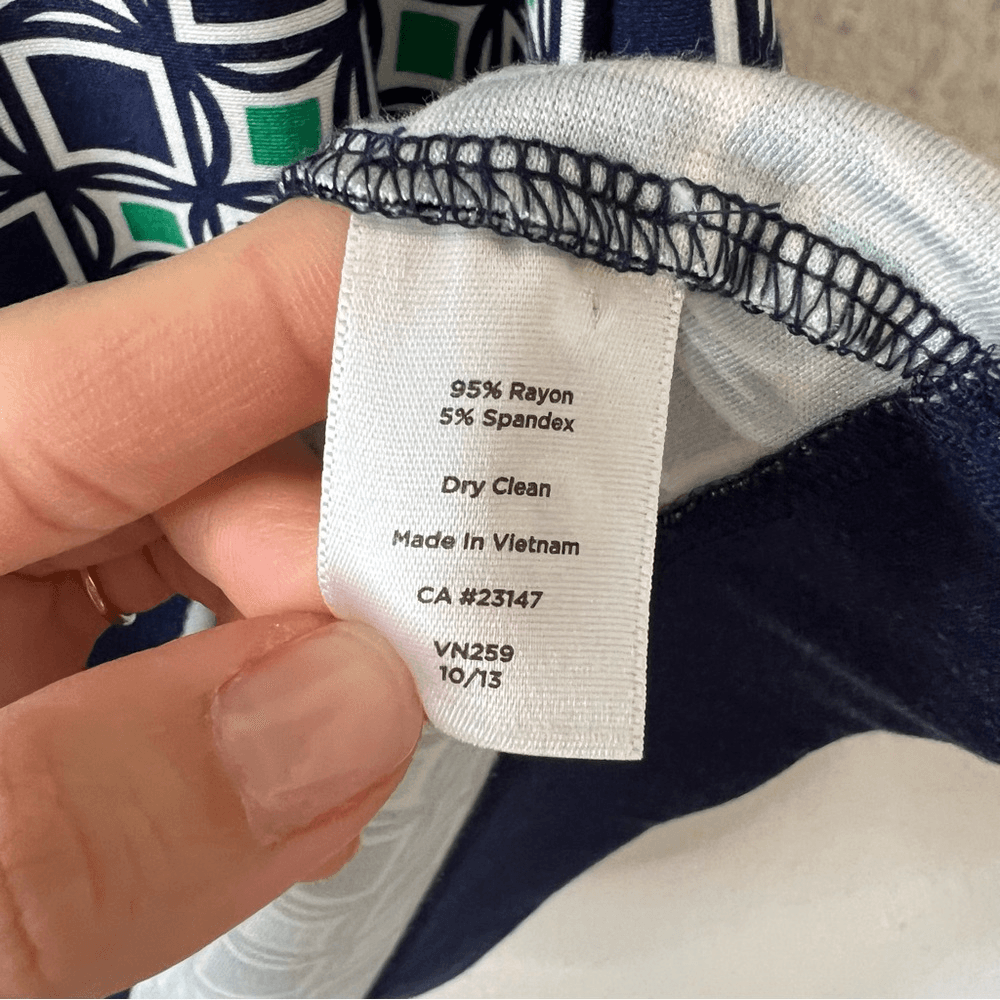 95% Rayon
5% Spandex
Dry Clean
Made In Vietnam
CA #23147
VN259
10/13